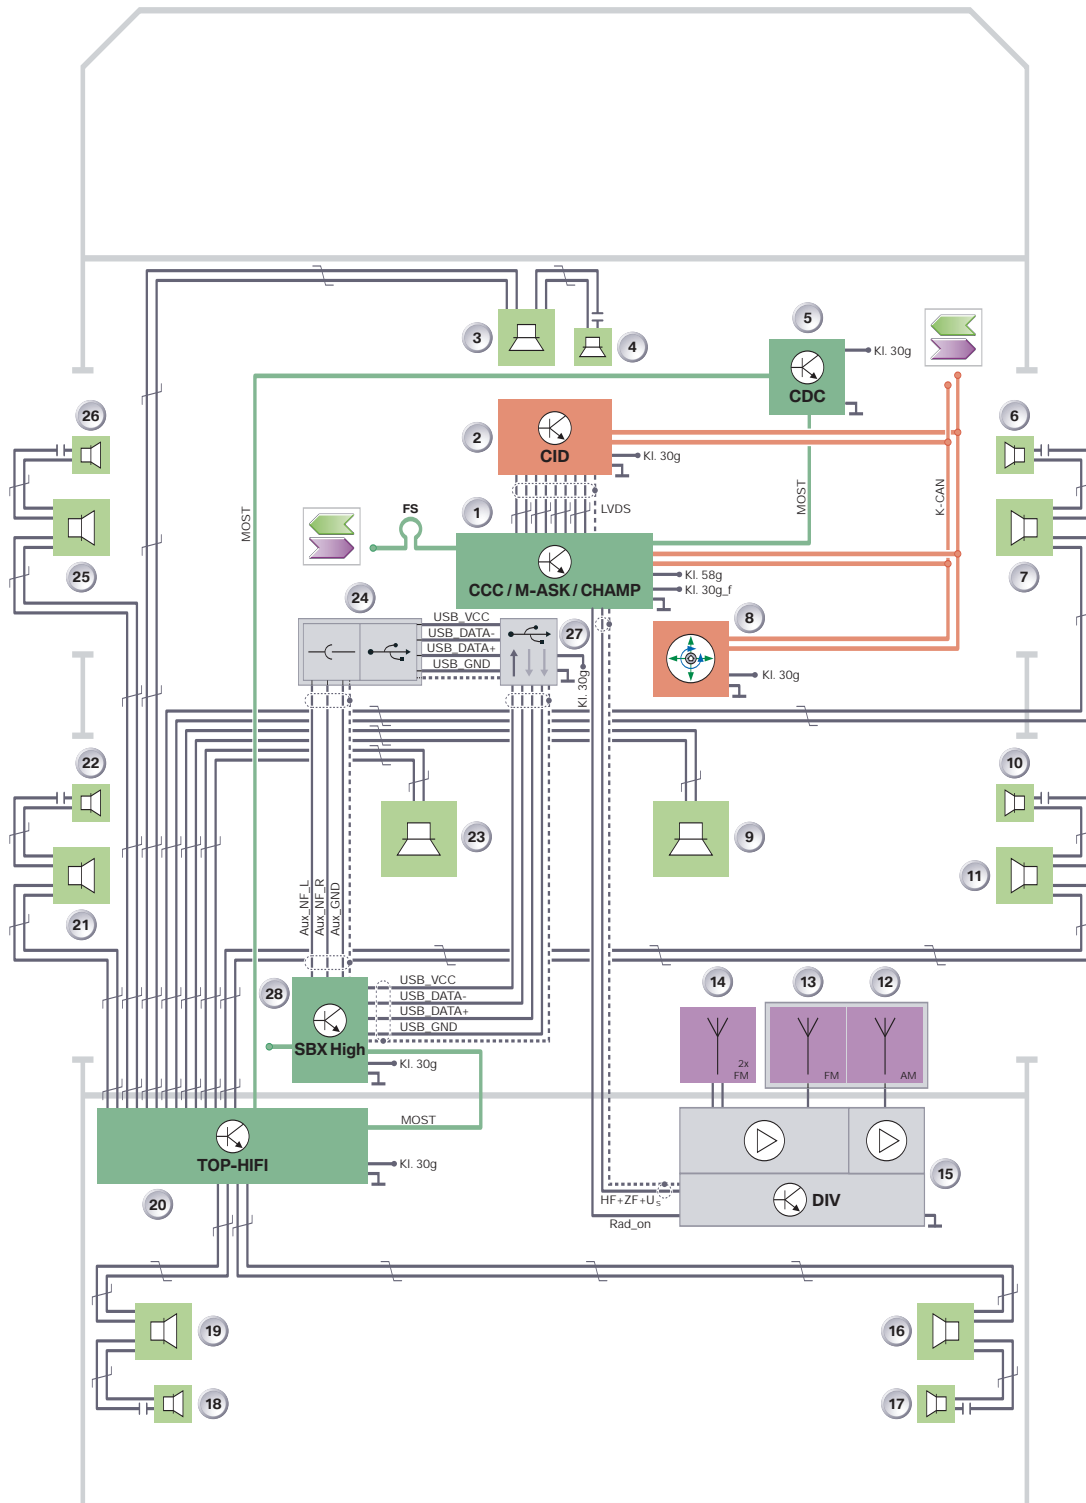 3
4
5
Kl. 30g
CDC
26
2
CID
Kl. 30g
6
MOST
FS
1
LVDS
MOST
K-CAN
25
CCC / M-ASK / CHAMP
Kl. 58g
Kl. 30g_f
7
24
USB_VCC
USB_DATA-
USB_DATA+
USB_GND
27
Kl. 30g
8
Kl. 30g
22
10
23
9
21
11
Aux_NF_L
Aux_NF_R
Aux_GND
28
SBX High
USB_VCC
USB_DATA-
USB_DATA+
USB_GND
Kl. 30g
14
13
12
2x
FM
FM
AM
MOST
TOP-HIFI
Kl. 30g
20
15
DIV
HF+ZF+US
Rad_on
19
16
18
17